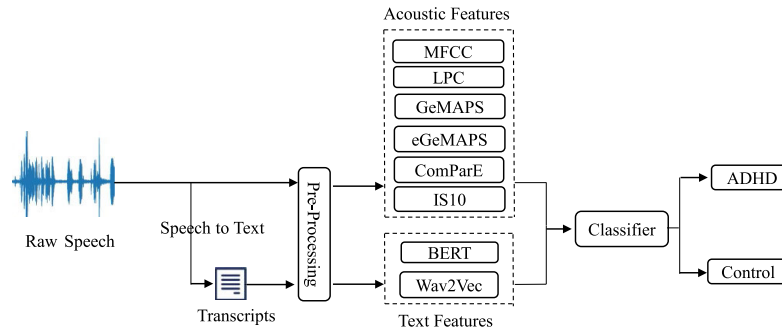 Acoustic Features
MFCC
LPC
GeMAPS
eGeMAPS
ComParE
IS10
Raw Speech
Speech to Text
Transcripts
Pre-Processing
BERT
Wav2Vec
Text Features
Classifier
ADHD
Control